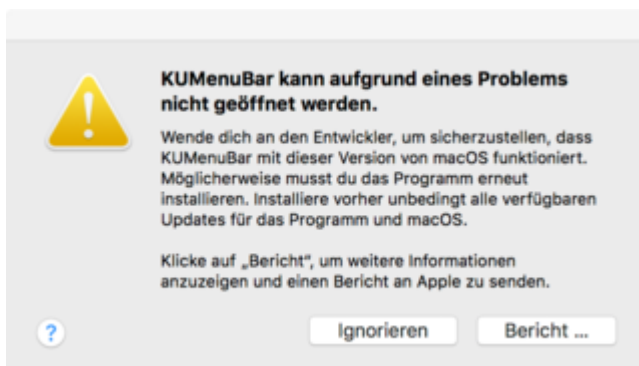 KUMenuBar kann aufgrund eines Problems
nicht geöffnet werden.
Wende dich an den Entwickler, um sicherzustellen, dass
KUMenuBar mit dieser Version von macOS funktioniert.
Möglicherweise musst du das Programm erneut
installieren. Installiere vorher unbedingt alle verfügbaren
Updates für das Programm und macOS.
Klicke auf „Bericht“, um weitere Informationen
anzuzeigen und einen Bericht an Apple zu senden.
?
Ignorieren
Bericht ...